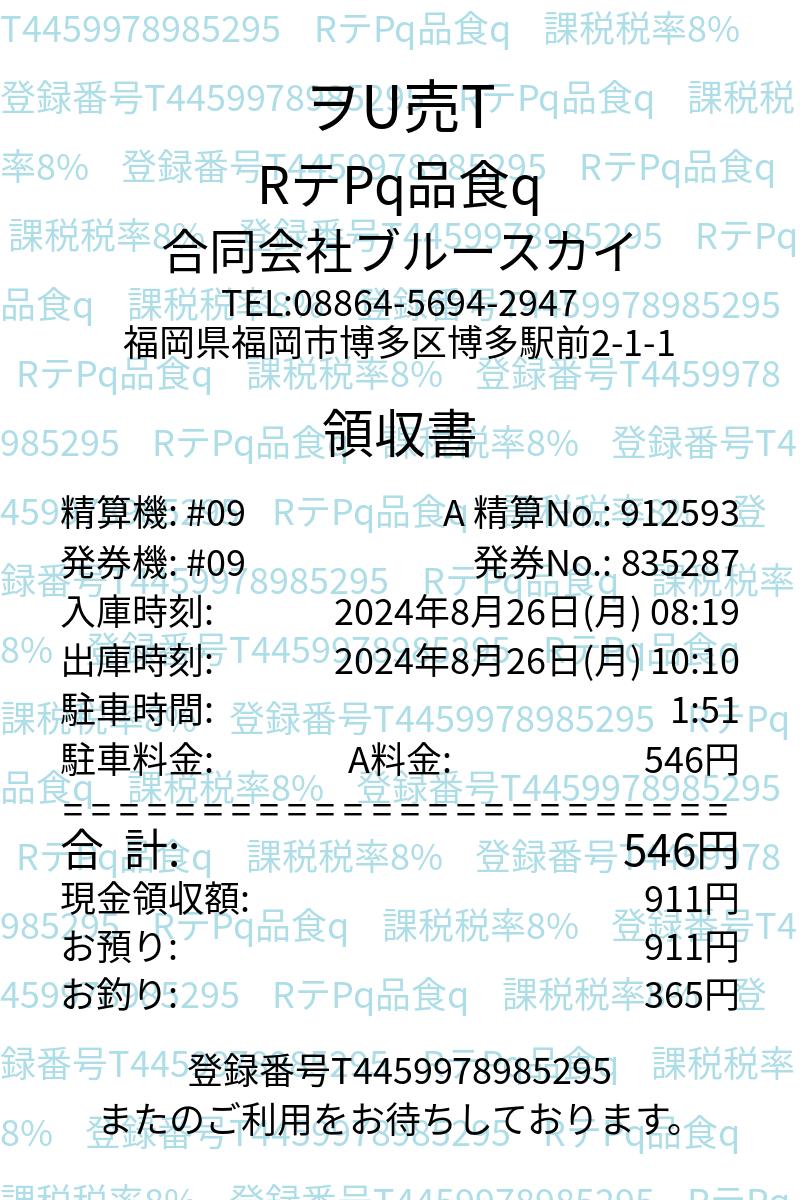 ヲU売T
RテPq品食q
合同会社ブルースカイ
TEL:08864-5694-2947
福岡県福岡市博多区博多駅前2-1-1
領収書
精算機: #09 A 精算No.: 912593
発券機: #09 発券No.: 835287
入庫時刻: 2024年8月26日(月) 08:19
出庫時刻: 2024年8月26日(月) 10:10
駐車時間: 1:51
駐車料金: A料金: 546円
========================
合 計: 546円
現金領収額: 911円
お預り: 911円
お釣り: 365円
登録番号T4459978985295
またのご利用をお待ちしております。
T4459978985295 RテPq品食q 課税税率8%
登録番号T4459978985295 RテPq品食q 課税税
率8% 登録番号T4459978985295 RテPq品食q
課税税率8% 登録番号T4459978985295 RテPq
品食q 課税税率8% 登録番号T4459978985295
RテPq品食q 課税税率8% 登録番号T4459978
985295 RテPq品食q 課税税率8% 登録番号T4
459978985295 RテPq品食q 課税税率8% 登
録番号T4459978985295 RテPq品食q 課税税率
8% 登録番号T4459978985295 RテPq品食q
課税税率8% 登録番号T4459978985295 RテPq
品食q 課税税率8% 登録番号T4459978985295
RテPq品食q 課税税率8% 登録番号T4459978
985295 RテPq品食q 課税税率8% 登録番号T4
459978985295 RテPq品食q 課税税率8% 登
録番号T4459978985295 RテPq品食q 課税税率
8% 登録番号T4459978985295 RテPq品食q
課税税率8% 登録番号T4459978985295 RテPq